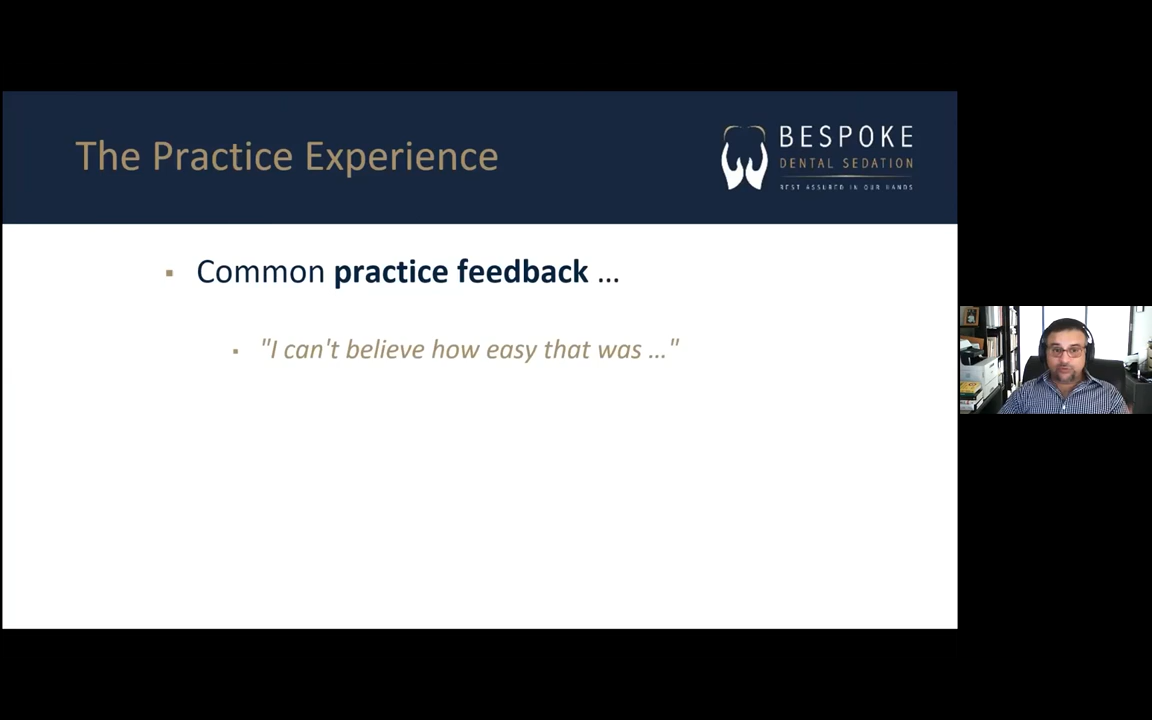 The Practice Experience
BESPOKE
DENTAL SEDATION
REST ASSURED IN OUR HANDS
▪ Common practice feedback ...
▪ "I can't believe how easy that was ..."